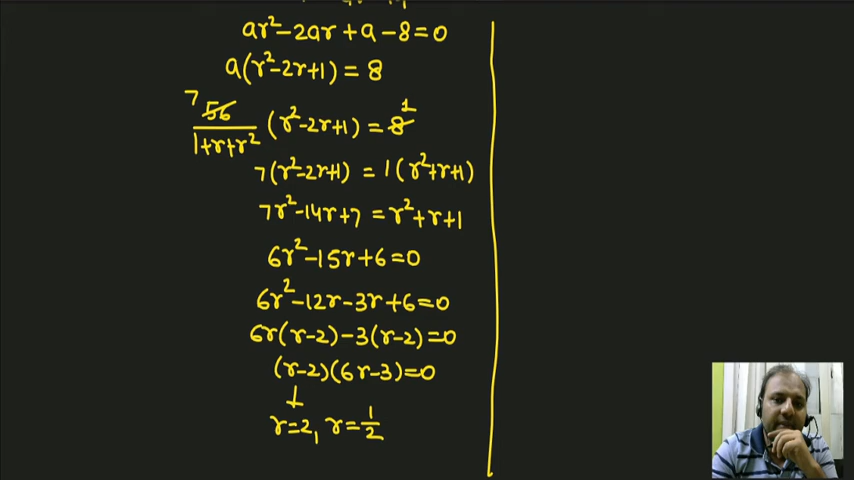 ar²-2ar+a-8=0
a(r²-2r+1)=8
7 56/(1+r+r²) (r²-2r+1)=8 1
7(r²-2r+1)=1(r²+r+1)
7r²-14r+7=r²+r+1
6r²-15r+6=0
6r²-12r-3r+6=0
6r(r-2)-3(r-2)=0
(r-2)(6r-3)=0
r=2, r=1/2